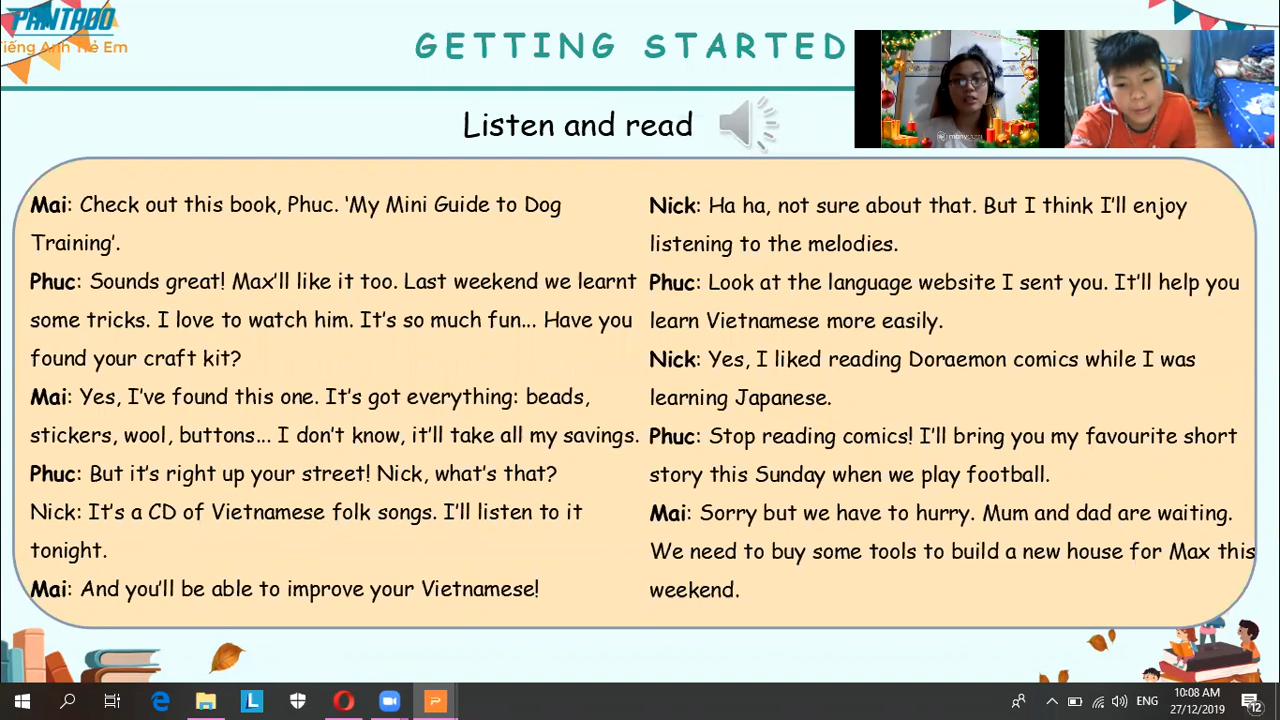 PANTADO
Tiếng Anh Trẻ Em
GETTING STARTED
Listen and read
Mai: Check out this book, Phuc. ‘My Mini Guide to Dog
Training’.
Phuc: Sounds great! Max’ll like it too. Last weekend we learnt
some tricks. I love to watch him. It’s so much fun... Have you
found your craft kit?
Mai: Yes, I’ve found this one. It’s got everything: beads,
stickers, wool, buttons... I don’t know, it’ll take all my savings.
Phuc: But it’s right up your street! Nick, what’s that?
Nick: It’s a CD of Vietnamese folk songs. I’ll listen to it
tonight.
Mai: And you’ll be able to improve your Vietnamese!
Nick: Ha ha, not sure about that. But I think I’ll enjoy
listening to the melodies.
Phuc: Look at the language website I sent you. It’ll help you
learn Vietnamese more easily.
Nick: Yes, I liked reading Doraemon comics while I was
learning Japanese.
Phuc: Stop reading comics! I’ll bring you my favourite short
story this Sunday when we play football.
Mai: Sorry but we have to hurry. Mum and dad are waiting.
We need to buy some tools to build a new house for Max this
weekend.
ENG
10:08 AM
27/12/2019
12